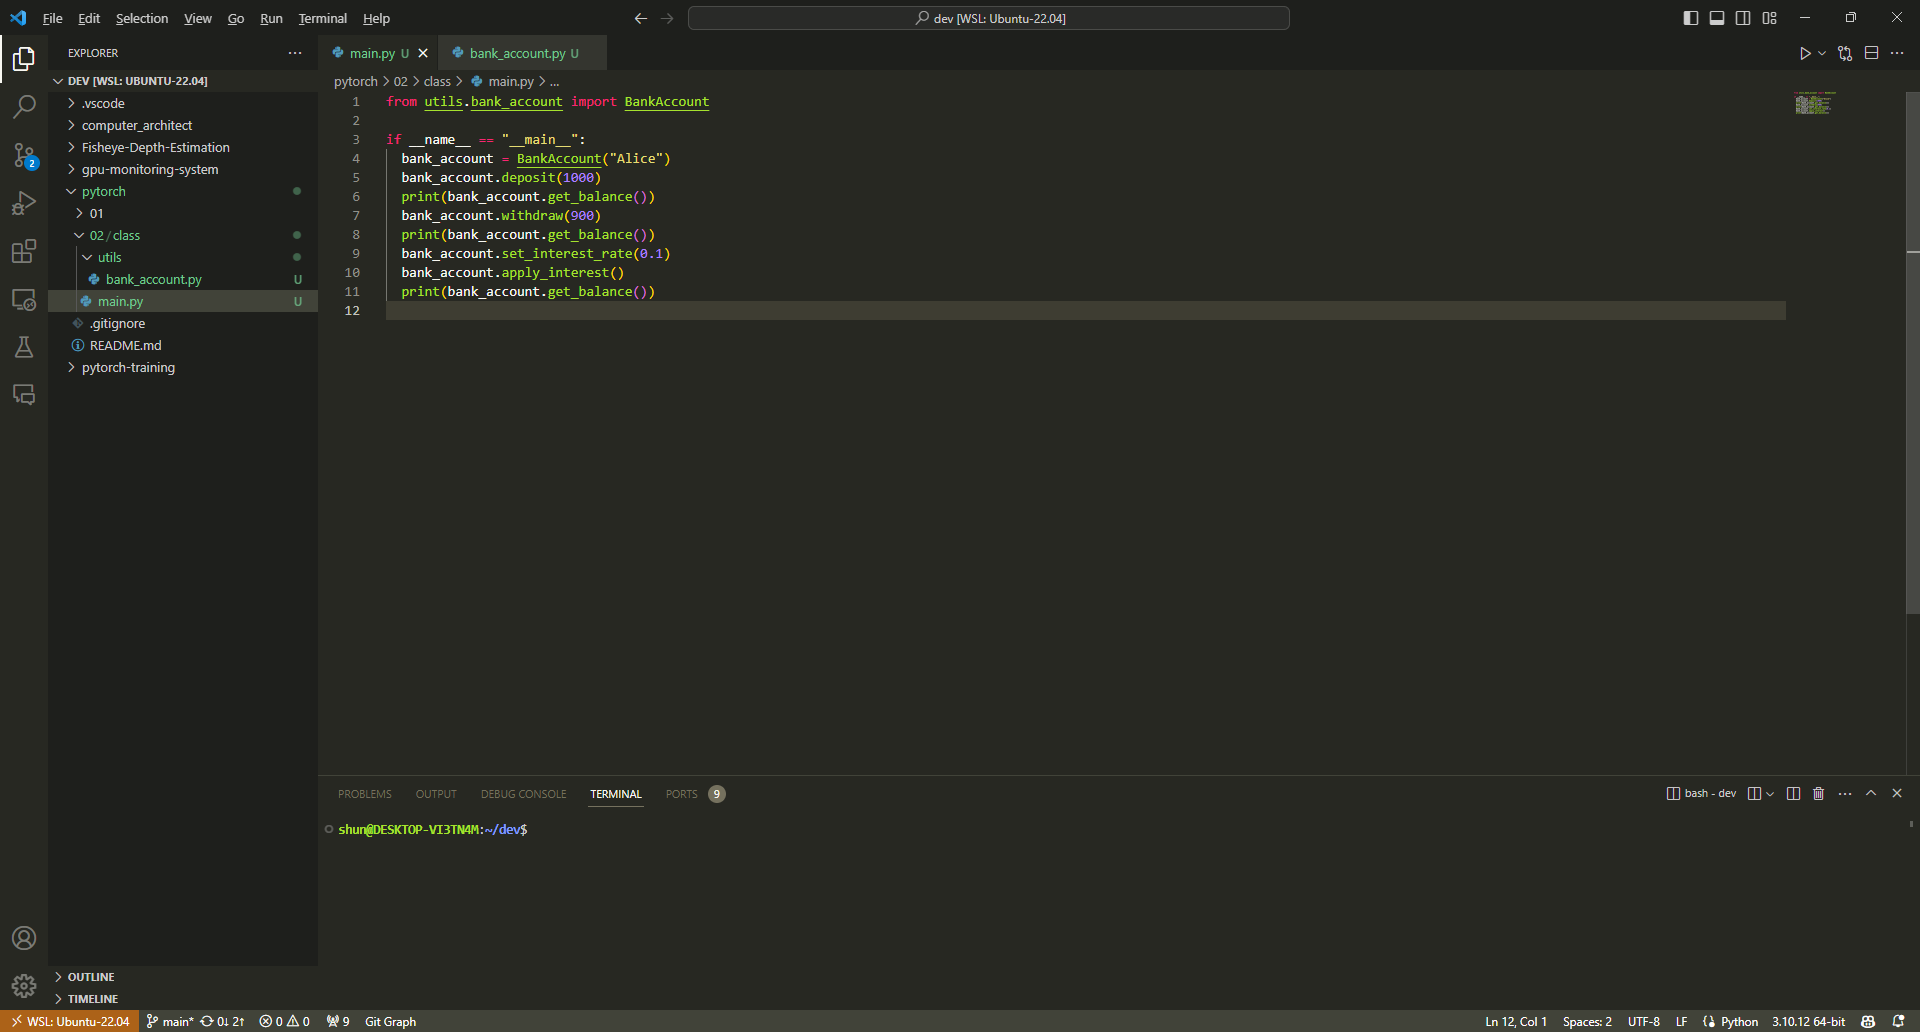 File Edit Selection View Go Run Terminal Help
dev [WSL: Ubuntu-22.04]
EXPLORER
DEV [WSL: UBUNTU-22.04]
.vscode
computer_architect
Fisheye-Depth-Estimation
gpu-monitoring-system
pytorch
01
02/class
utils
bank_account.py U
main.py U
.gitignore
README.md
pytorch-training
OUTLINE
TIMELINE
2
main.py U bank_account.py U
pytorch > 02 > class > main.py > ...
1 from utils.bank_account import BankAccount
2
3 if __name__ == "__main__":
4 bank_account = BankAccount("Alice")
5 bank_account.deposit(1000)
6 print(bank_account.get_balance())
7 bank_account.withdraw(900)
8 print(bank_account.get_balance())
9 bank_account.set_interest_rate(0.1)
10 bank_account.apply_interest()
11 print(bank_account.get_balance())
12
PROBLEMS OUTPUT DEBUG CONSOLE TERMINAL PORTS 9
bash - dev
shun@DESKTOP-VI3TN4M:~/dev$
WSL: Ubuntu-22.04 main* 0↓ 2↑ 0 0 9 Git Graph
Ln 12, Col 1 Spaces: 2 UTF-8 LF Python 3.10.12 64-bit